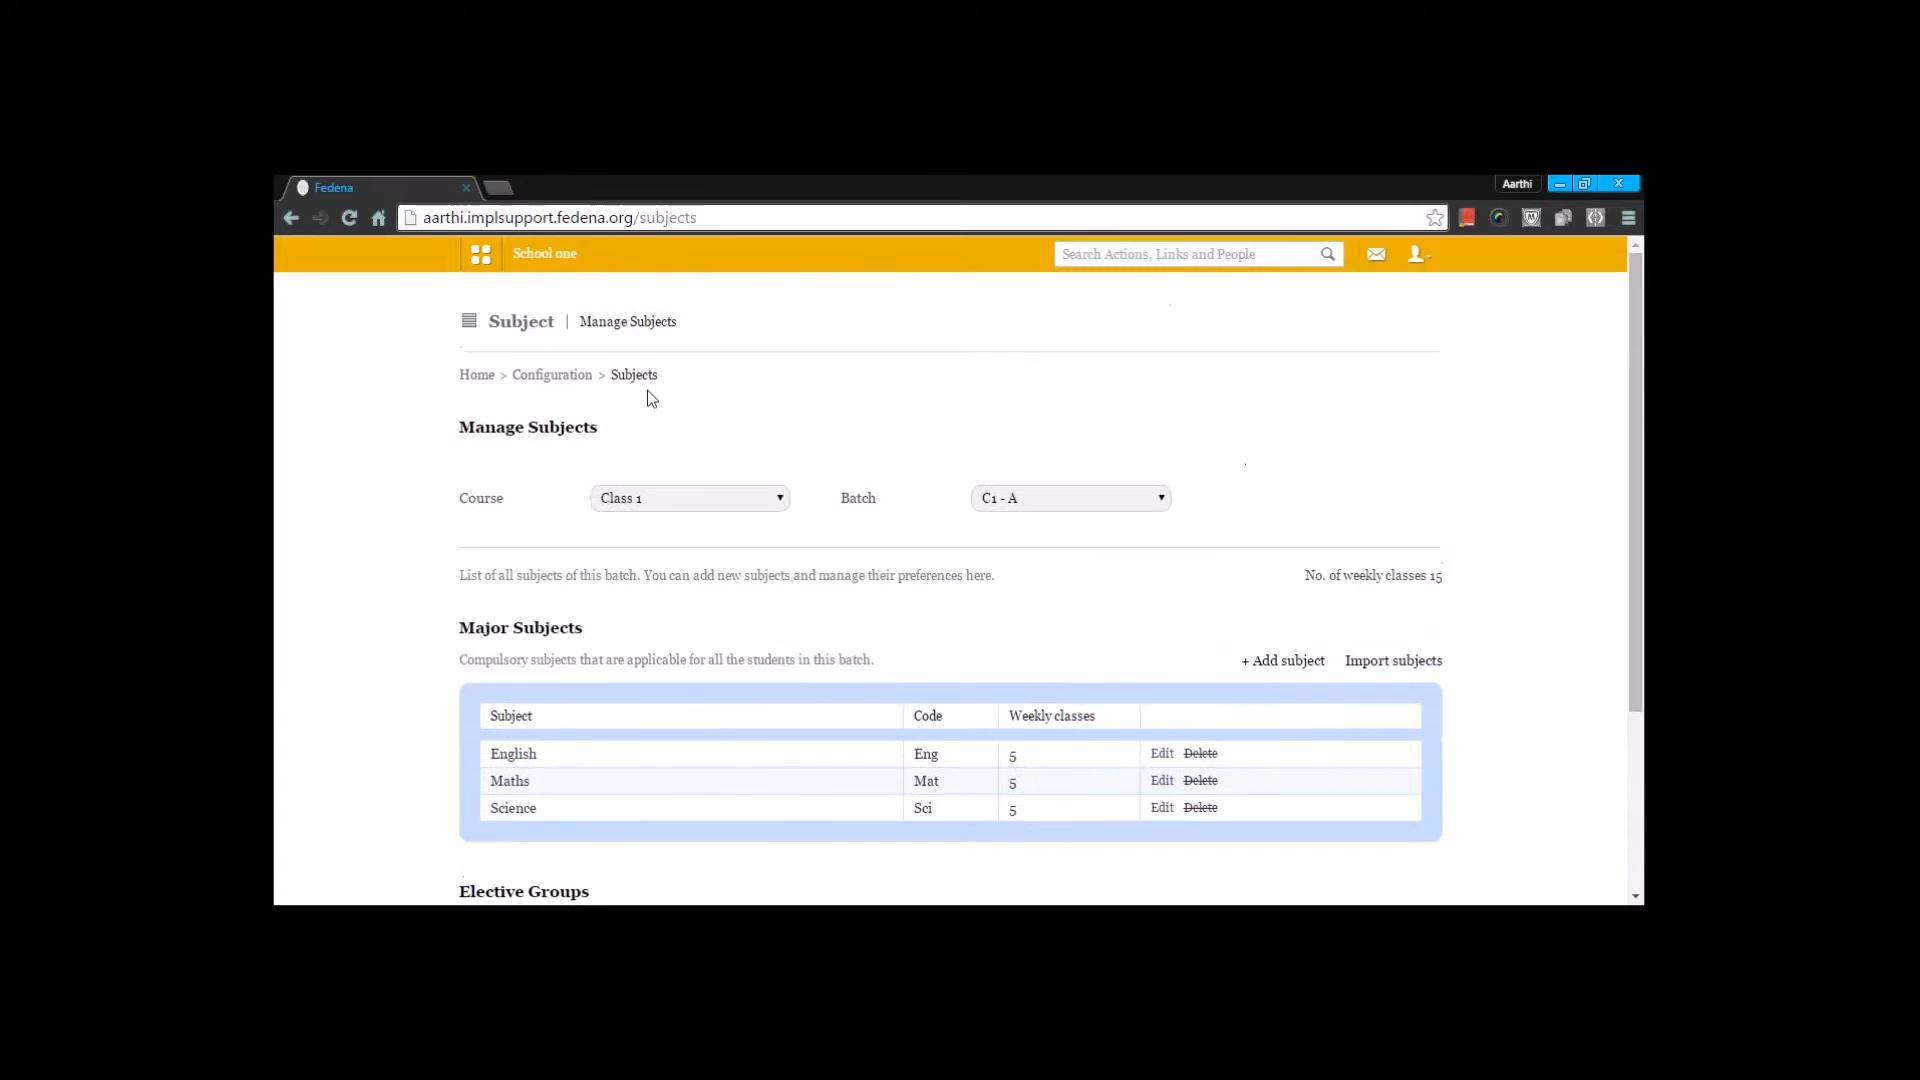 Fedena
Aarthi
aarthi.implsupport.fedena.org/subjects
School one
Search Actions, Links and People
Subject | Manage Subjects
Home > Configuration > Subjects
Manage Subjects
Course Class 1 Batch C1 - A
List of all subjects of this batch. You can add new subjects and manage their preferences here. No. of weekly classes 15
Major Subjects
Compulsory subjects that are applicable for all the students in this batch. + Add subject Import subjects
Subject Code Weekly classes
English Eng 5 Edit Delete
Maths Mat 5 Edit Delete
Science Sci 5 Edit Delete
Elective Groups